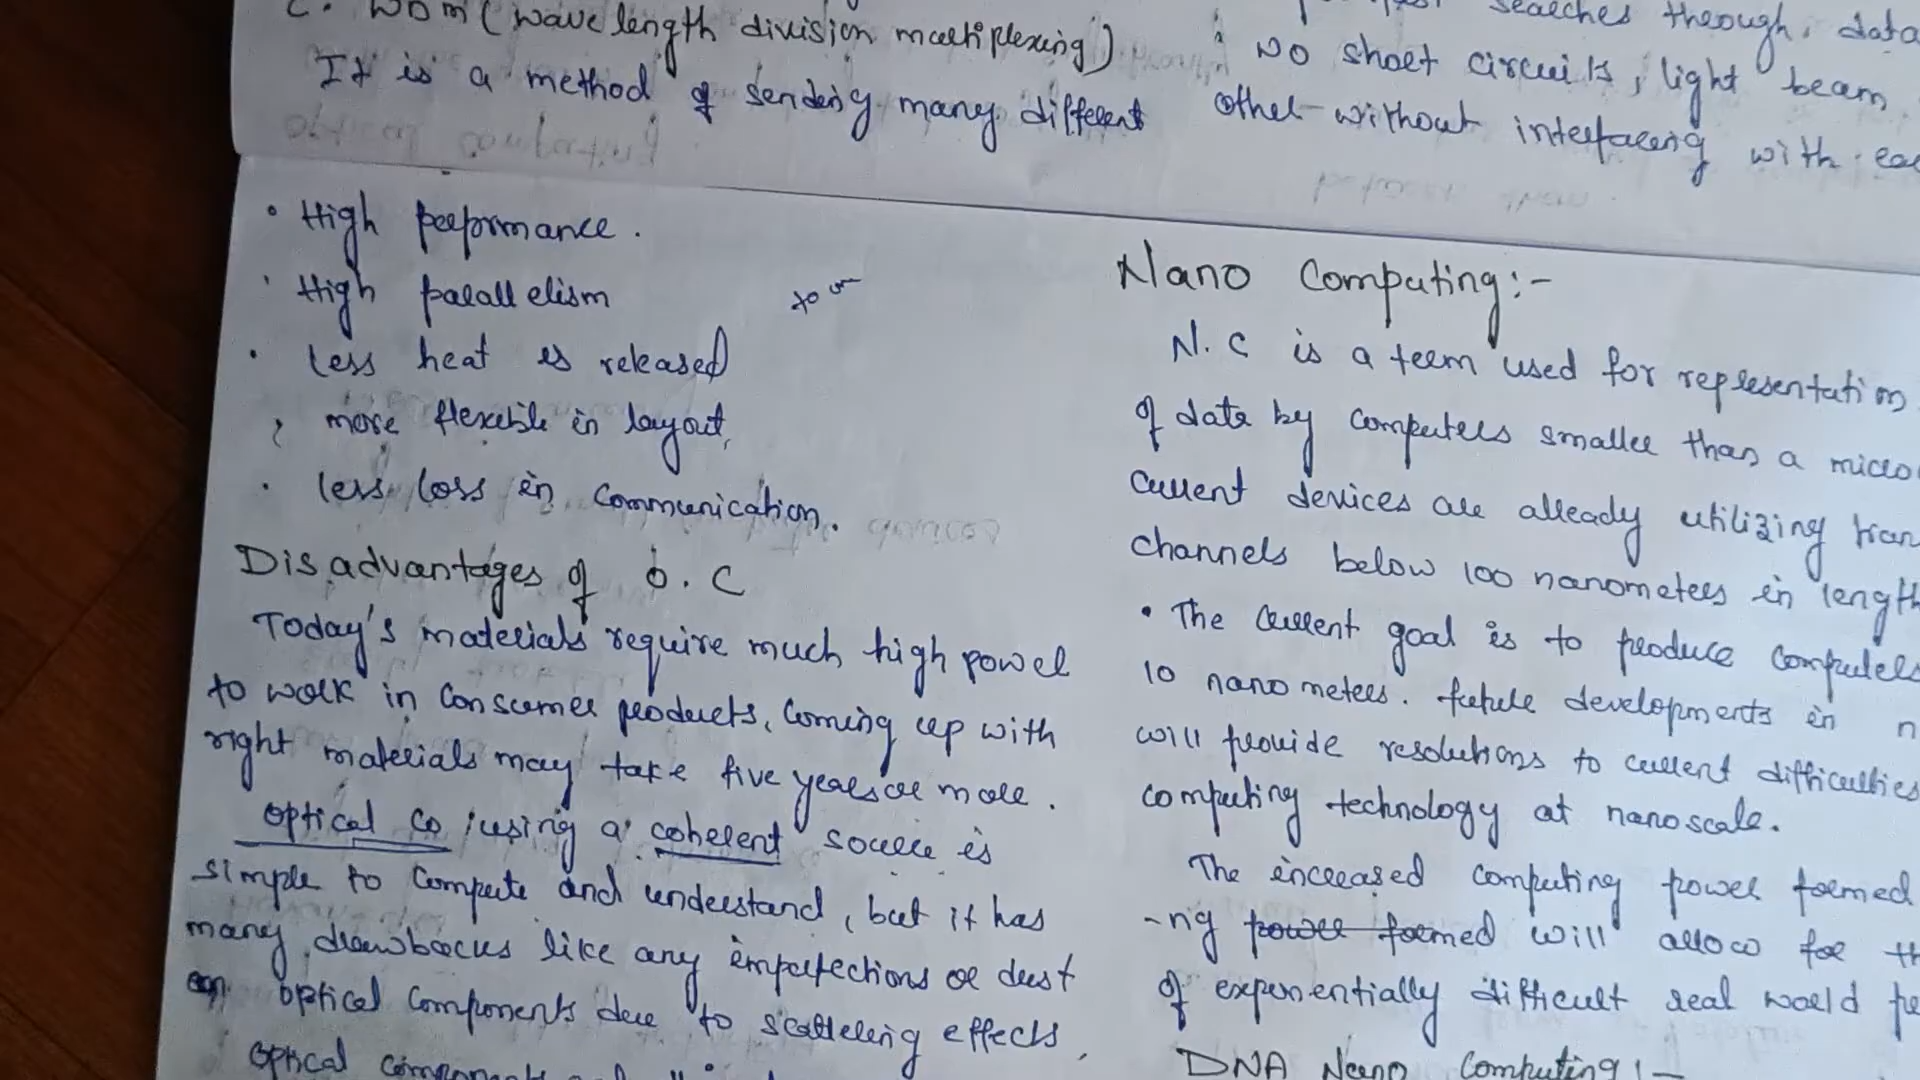 C. WDM (wavelength division multiplexing)
It is a method of sending many different
searches through, data
No short circuits, light beam
other without interfacing with
• High performance.
• High parallelism
to or
• less heat is released
more flexible in layout,
• less loss in Communication.
Disadvantages of O.C
Today's materials require much high power
to work in Consumer products, Coming up with
right materials may take five years or more.
optical co, using a coherent source is
simple to Compute and understand, but it has
many drawbacks like any imperfections or dust
on optical Components due to scattering effects,
optical
Nano Computing:-
N.C is a term used for representation
of data by Computers smaller than a micro
Current devices are already utilizing tran
channels below 100 nanometers in length
• The Current goal is to produce Computers
10 nanometers. future developments in n
will provide resolutions to current difficulties
Computing technology at nanoscale.
The increased computing power formed
-ng power formed will allow for th
of exponentially difficult real world
DNA Nano Computing:-